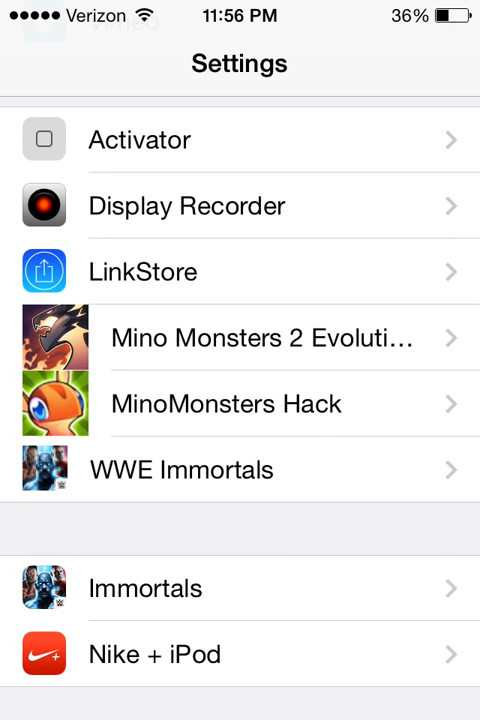 Verizon 11:56 PM 36%
Vimeo
Settings
Activator
Display Recorder
LinkStore
Mino Monsters 2 Evoluti...
MinoMonsters Hack
WWE Immortals
Immortals
Nike + iPod